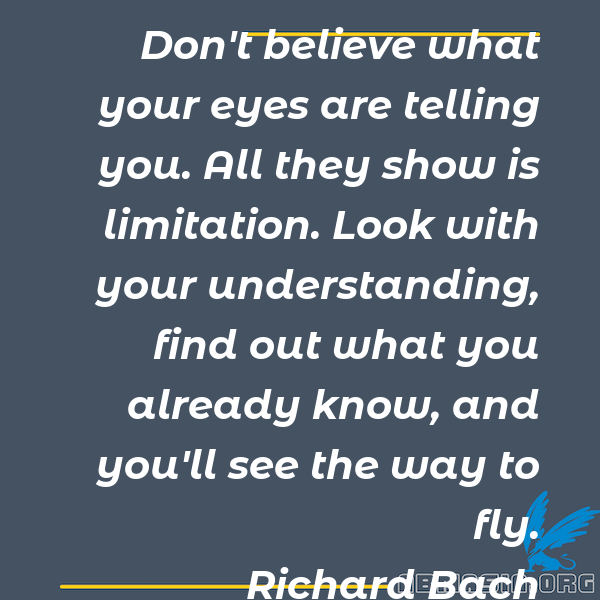 Don't believe what
your eyes are telling
you. All they show is
limitation. Look with
your understanding,
find out what you
already know, and
you'll see the way to
fly.
Richard Bach